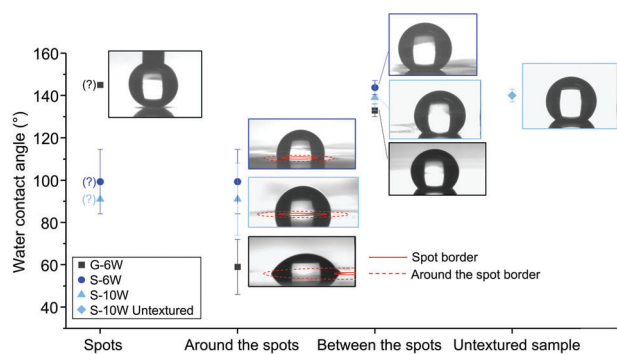 160
140
120
100
80
60
40
Water contact angle (°)
(?)
(?)
(?)
G-6W
S-6W
S-10W
S-10W Untextured
Spot border
Around the spot border
Spots
Around the spots
Between the spots
Untextured sample